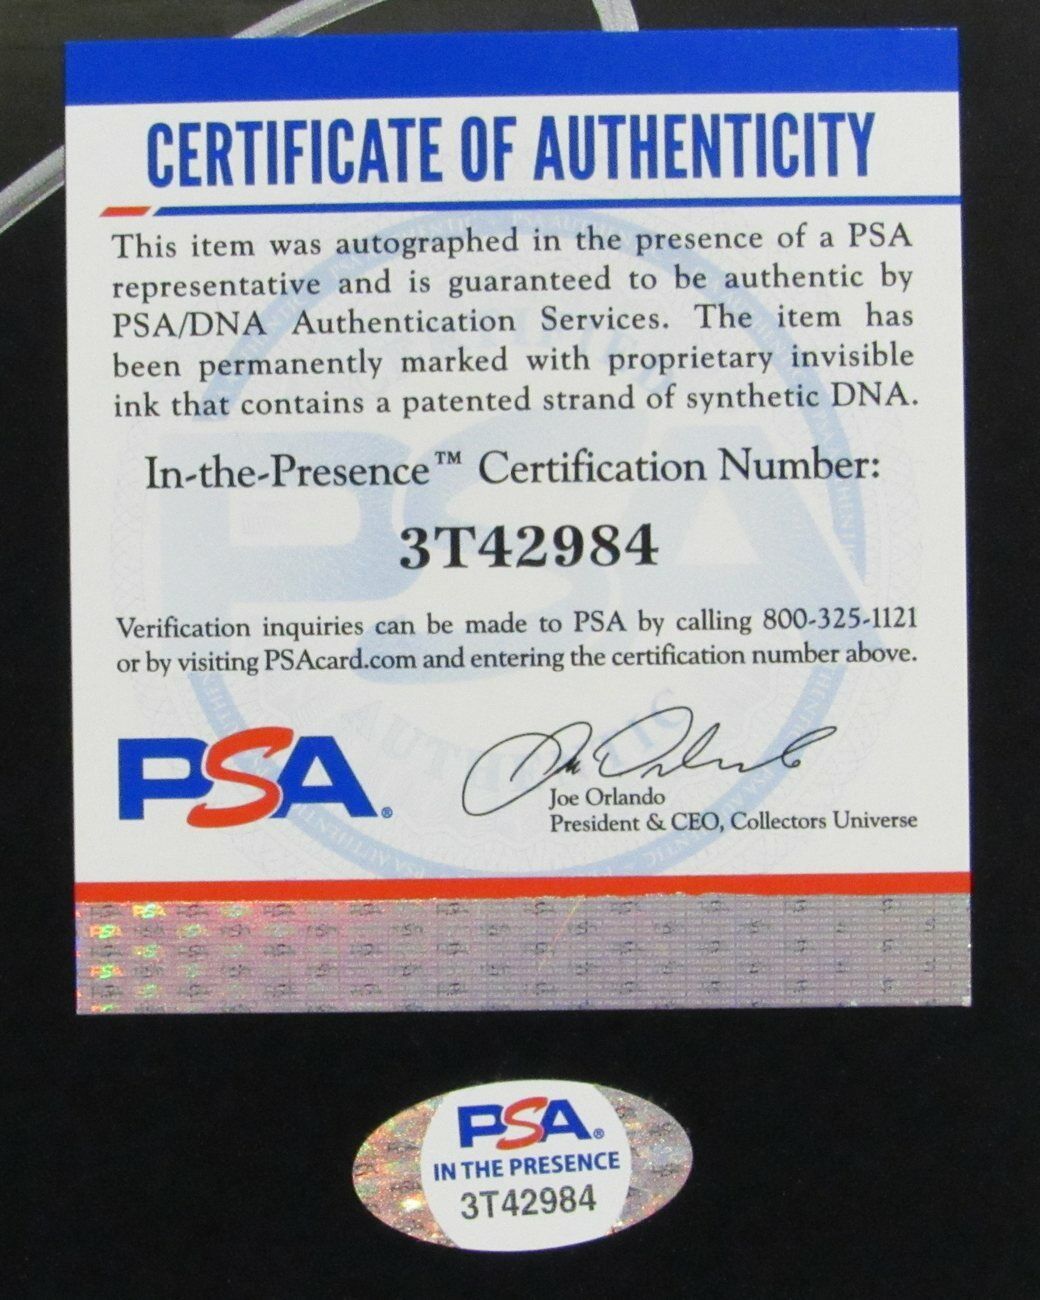 CERTIFICATE OF AUTHENTICITY
This item was autographed in the presence of a PSA
representative and is guaranteed to be authentic by
PSA/DNA Authentication Services. The item has
been permanently marked with proprietary invisible
ink that contains a patented strand of synthetic DNA.
In-the-Presence™ Certification Number:
3T42984
Verification inquiries can be made to PSA by calling 800-325-1121
or by visiting PSAcard.com and entering the certification number above.
PSA®
Joe Orlando
President & CEO, Collectors Universe
PSA®
IN THE PRESENCE
3T42984